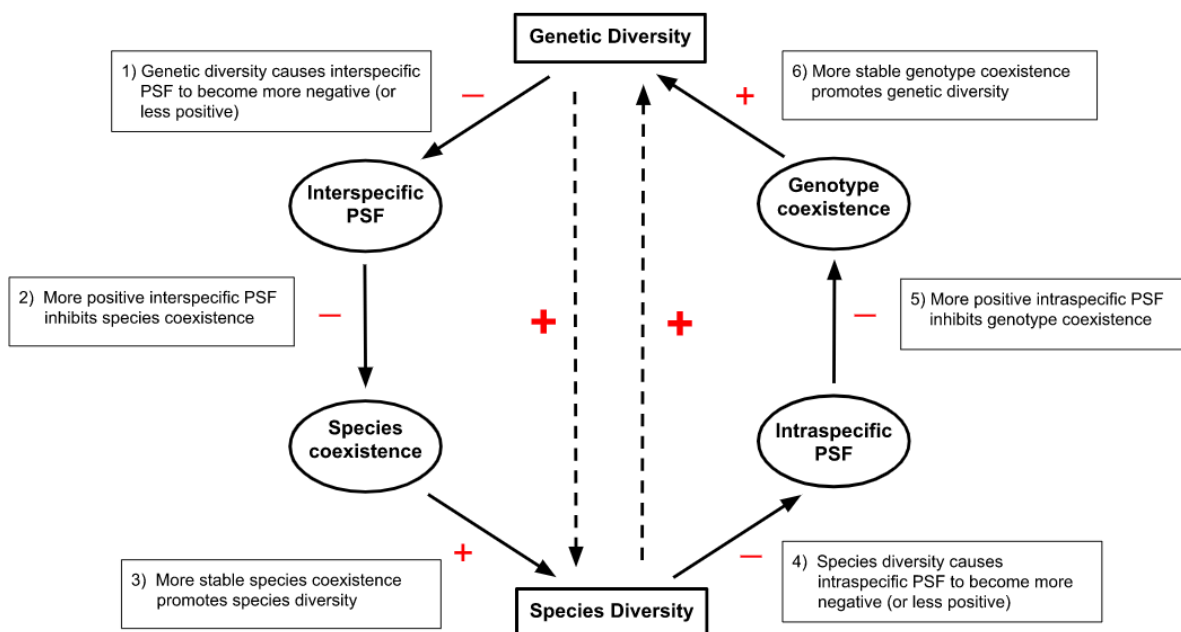 Genetic Diversity
1) Genetic diversity causes interspecific
PSF to become more negative (or
less positive)
−
+
6) More stable genotype coexistence
promotes genetic diversity
Interspecific
PSF
Genotype
coexistence
2) More positive interspecific PSF
inhibits species coexistence
−
+
+
−
5) More positive intraspecific PSF
inhibits genotype coexistence
Species
coexistence
Intraspecific
PSF
+
−
3) More stable species coexistence
promotes species diversity
4) Species diversity causes
intraspecific PSF to become more
negative (or less positive)
Species Diversity